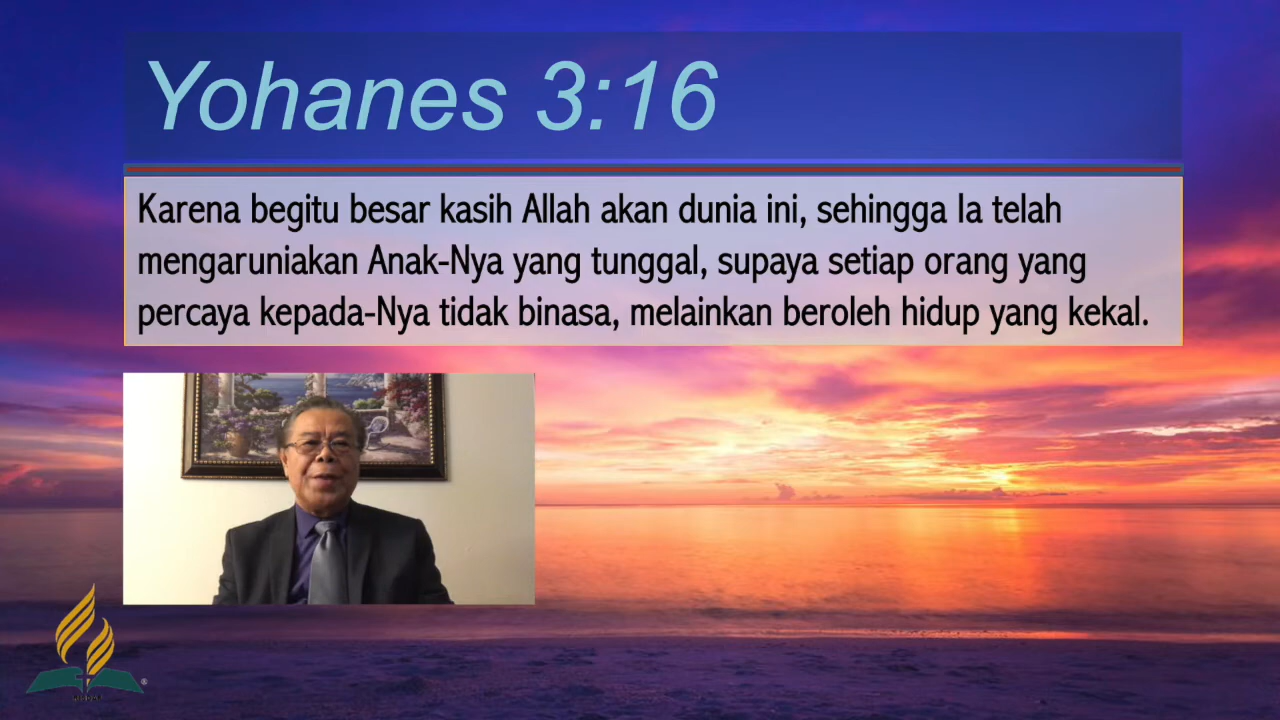 Yohanes 3:16
Karena begitu besar kasih Allah akan dunia ini, sehingga Ia telah
mengaruniakan Anak-Nya yang tunggal, supaya setiap orang yang
percaya kepada-Nya tidak binasa, melainkan beroleh hidup yang kekal.
®